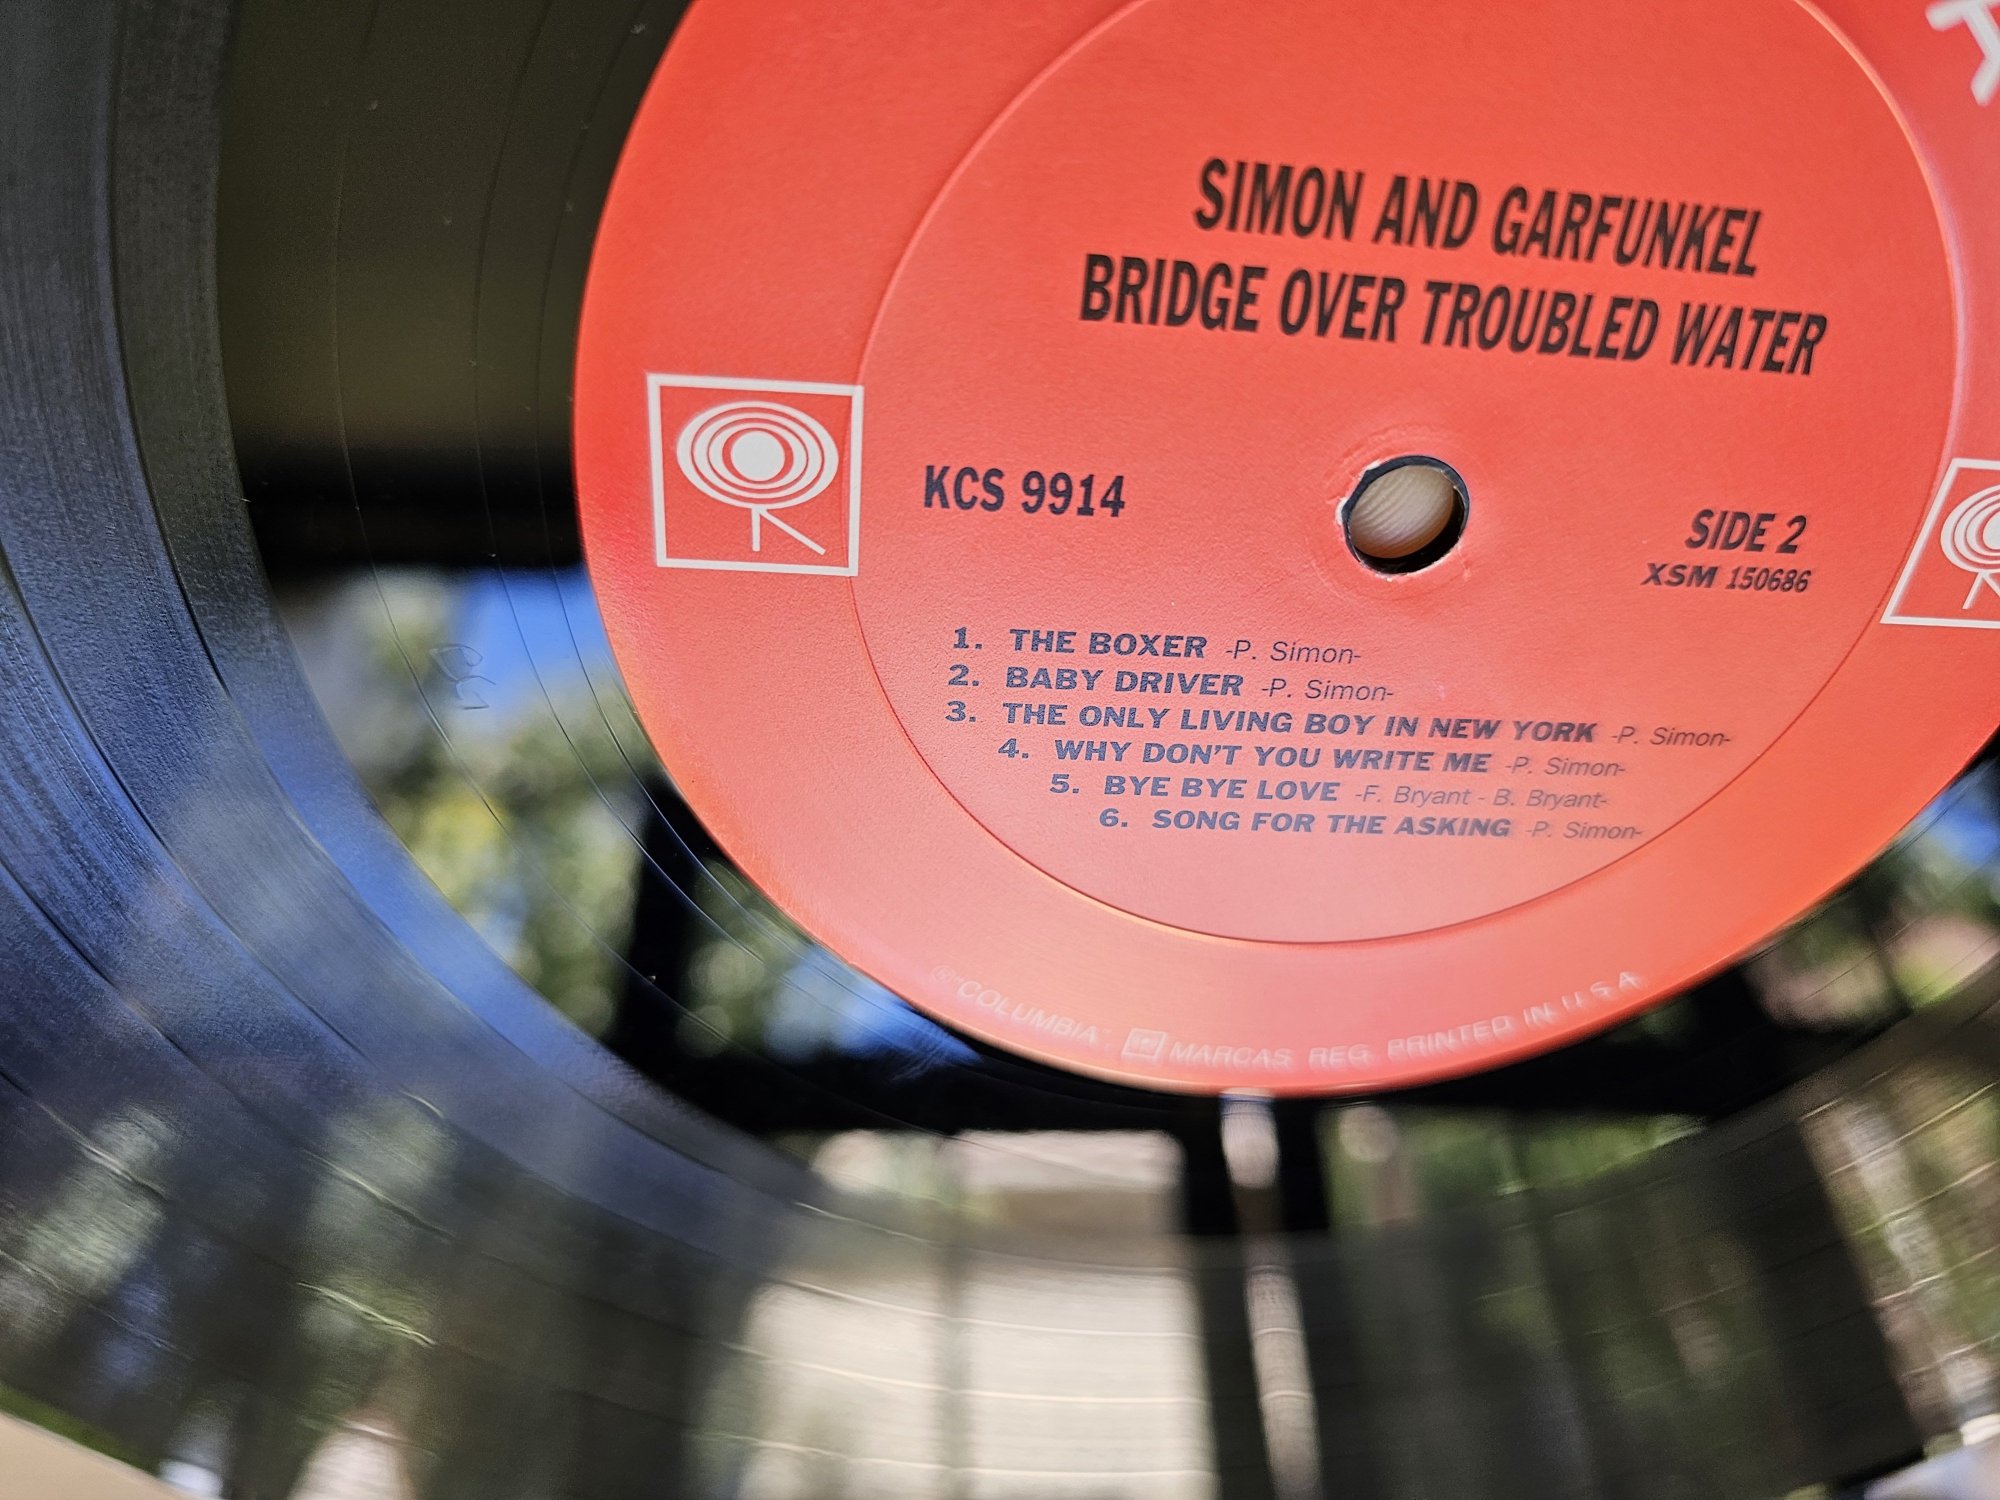 SIMON AND GARFUNKEL
BRIDGE OVER TROUBLED WATER
KCS 9914
SIDE 2
XSM 150686
1. THE BOXER -P. Simon-
2. BABY DRIVER -P. Simon-
3. THE ONLY LIVING BOY IN NEW YORK -P. Simon-
4. WHY DON'T YOU WRITE ME -P. Simon-
5. BYE BYE LOVE -F. Bryant - B. Bryant-
6. SONG FOR THE ASKING -P. Simon-
® "COLUMBIA" MARCAS REG. PRINTED IN U.S.A.